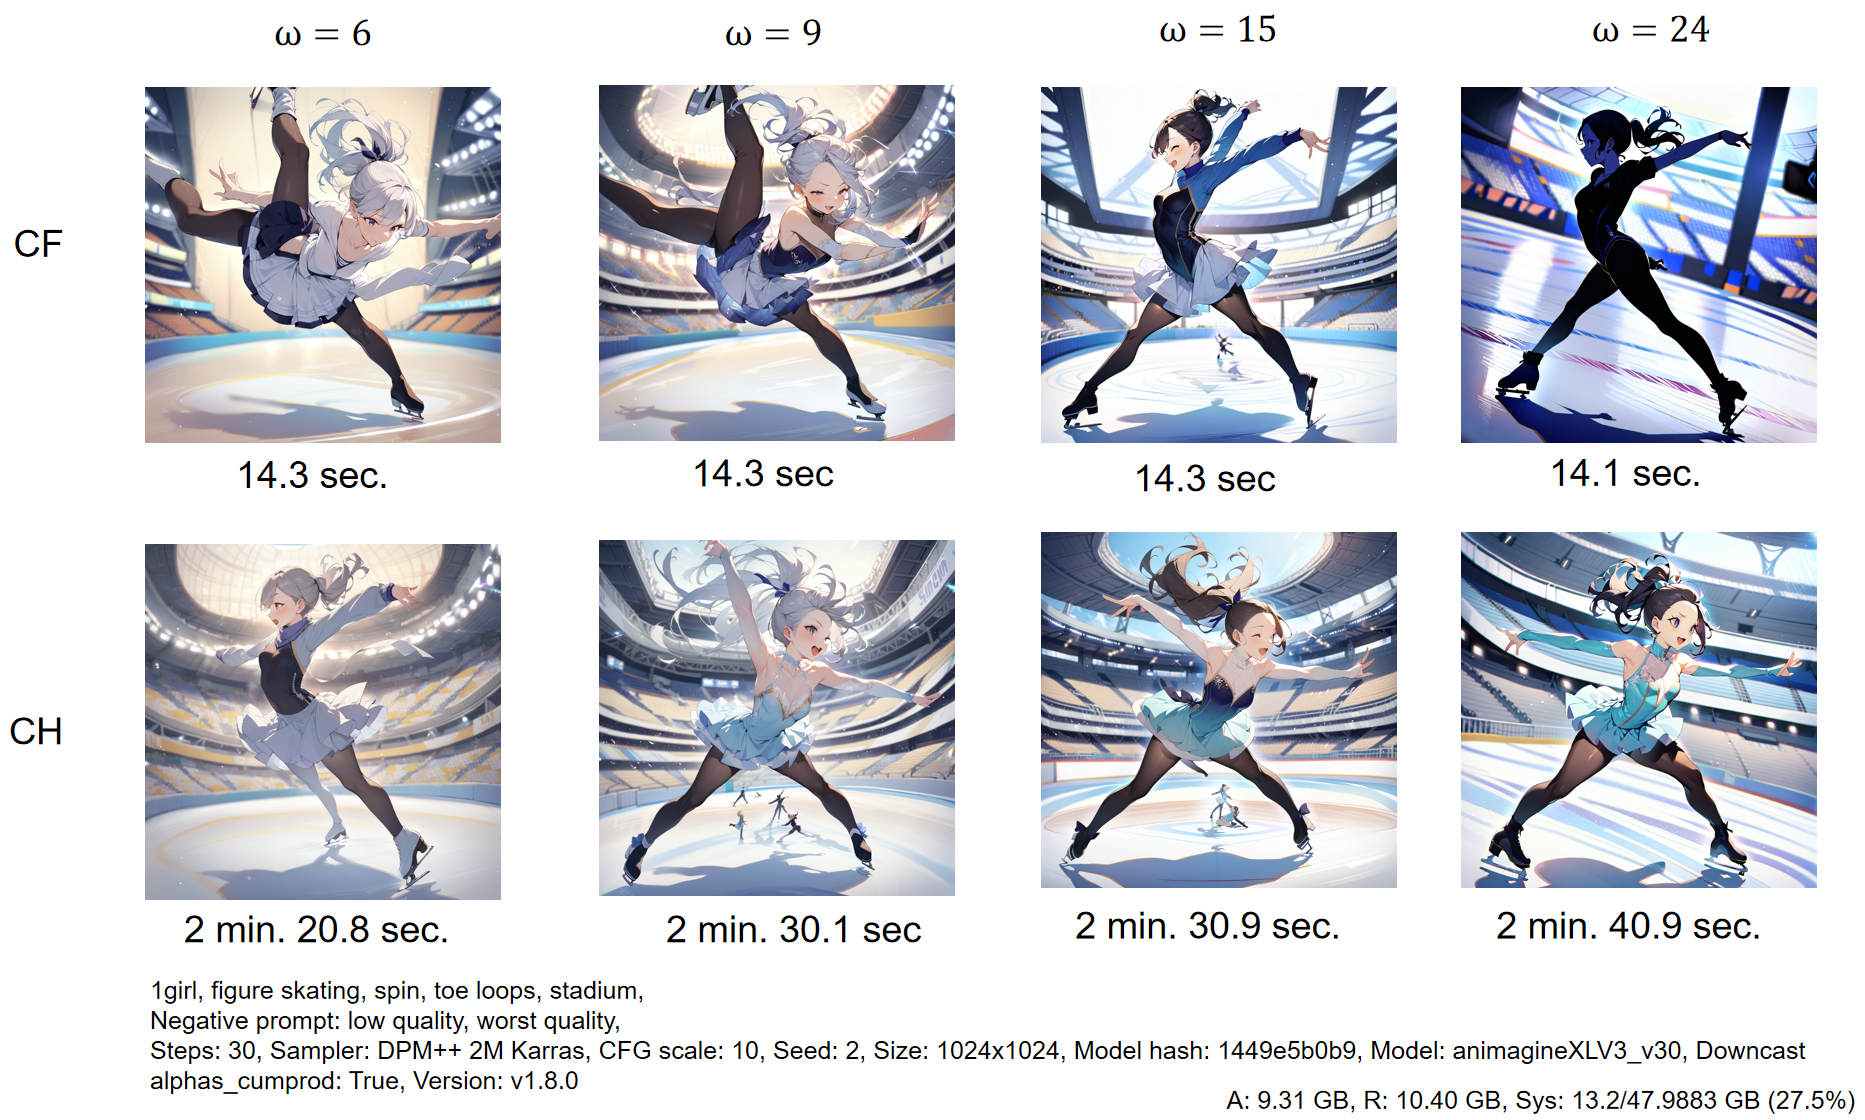 ω = 6
ω = 9
ω = 15
ω = 24
CF
14.3 sec.
14.3 sec
14.3 sec
14.1 sec.
CH
2 min. 20.8 sec.
2 min. 30.1 sec
2 min. 30.9 sec.
2 min. 40.9 sec.
1girl, figure skating, spin, toe loops, stadium,
Negative prompt: low quality, worst quality,
Steps: 30, Sampler: DPM++ 2M Karras, CFG scale: 10, Seed: 2, Size: 1024x1024, Model hash: 1449e5b0b9, Model: animagineXLV3_v30, Downcast
alphas_cumprod: True, Version: v1.8.0
A: 9.31 GB, R: 10.40 GB, Sys: 13.2/47.9883 GB (27.5%)